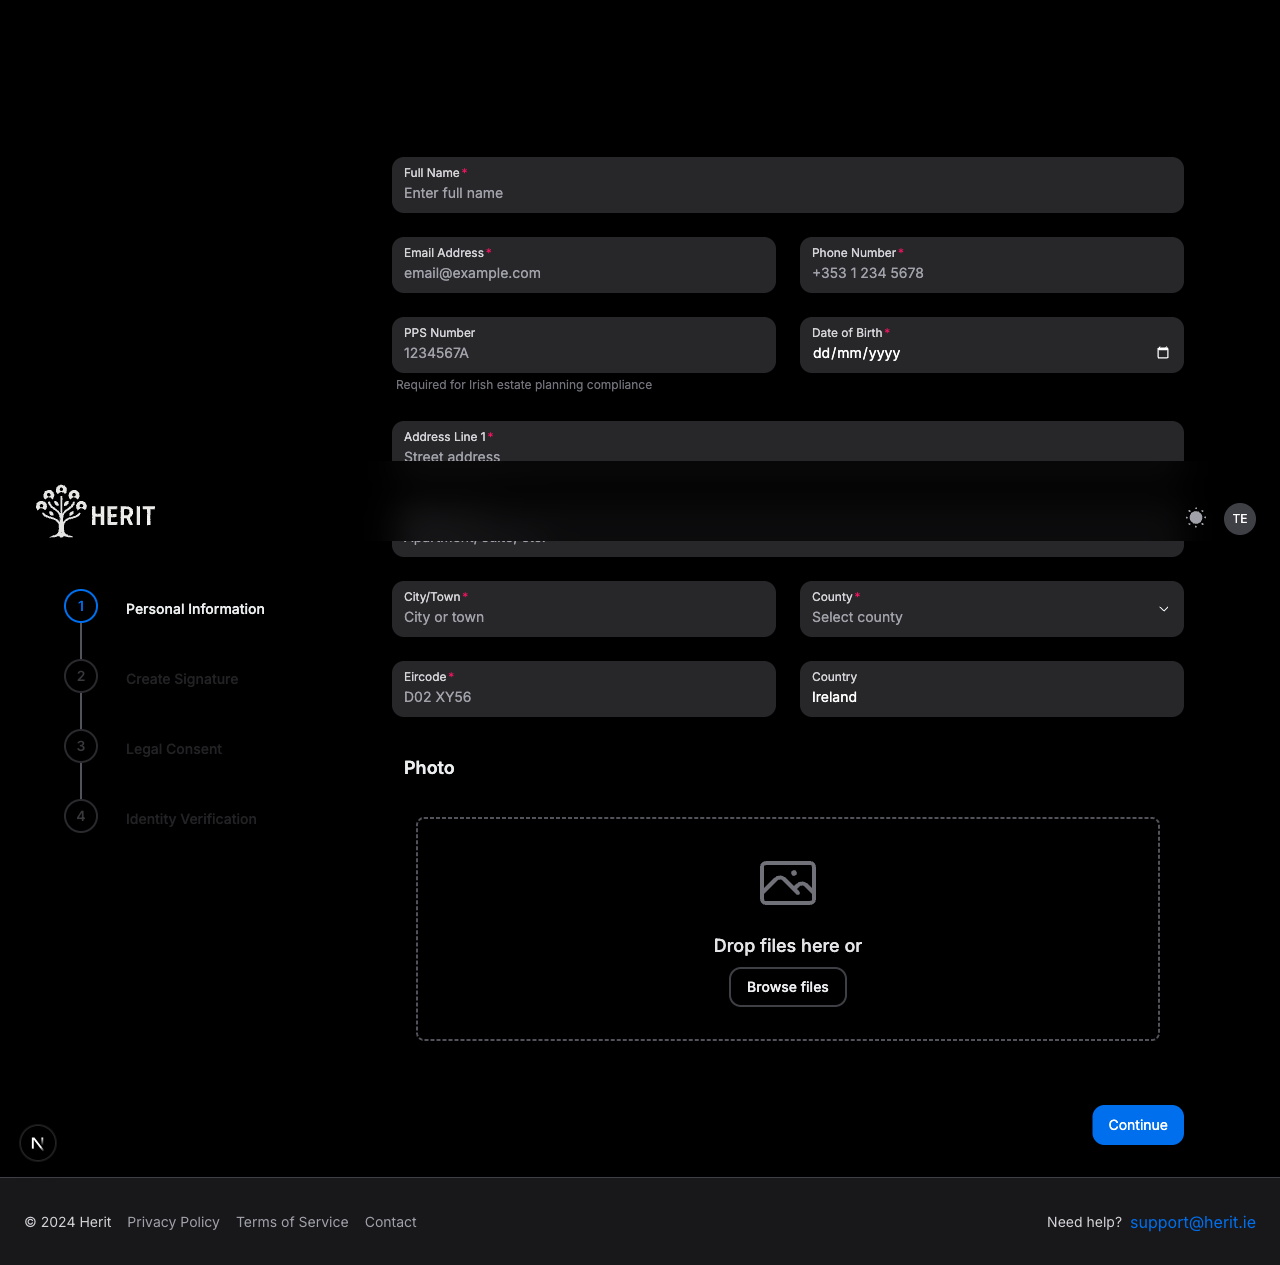 Full Name*
Enter full name
Email Address*
email@example.com
Phone Number*
+353 1 234 5678
PPS Number
1234567A
Required for Irish estate planning compliance
Date of Birth*
dd/mm/yyyy
Address Line 1*
Street address
HERIT
TE
Apartment, suite, etc.
1 Personal Information
2 Create Signature
3 Legal Consent
4 Identity Verification
City/Town*
City or town
County*
Select county
Eircode*
D02 XY56
Country
Ireland
Photo
Drop files here or
Browse files
Continue
N
© 2024 Herit Privacy Policy Terms of Service Contact
Need help? support@herit.ie